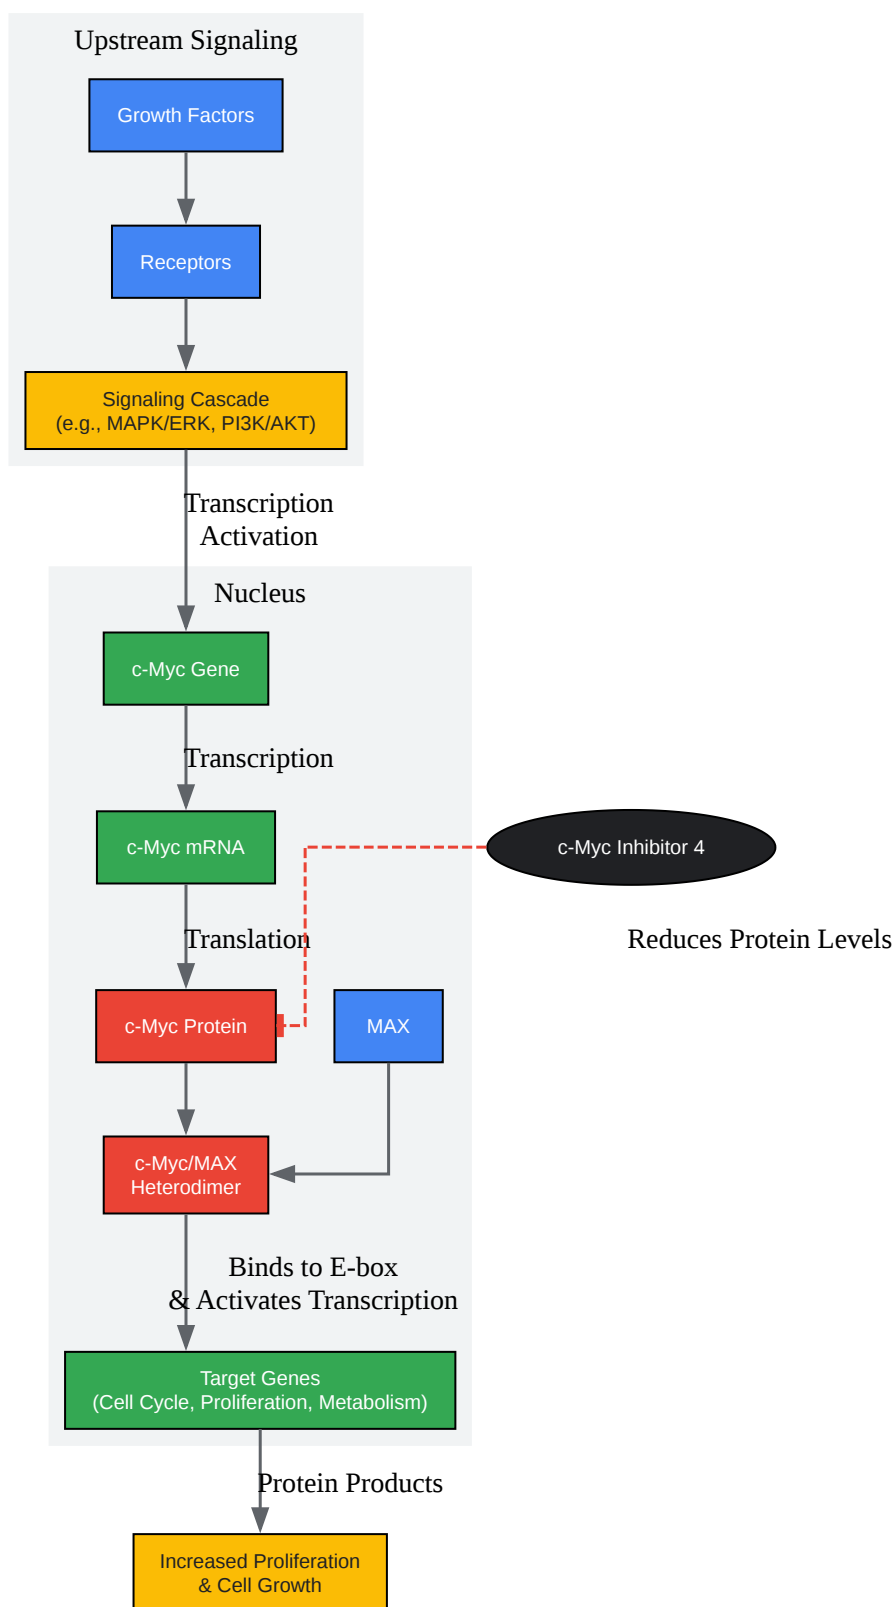 Upstream Signaling
Growth Factors
Receptors
Signaling Cascade
(e.g., MAPK/ERK, PI3K/AKT)
Transcription
Activation
Nucleus
c-Myc Gene
Transcription
c-Myc mRNA
c-Myc Inhibitor 4
Translation
Reduces Protein Levels
c-Myc Protein
MAX
c-Myc/MAX
Heterodimer
Binds to E-box
& Activates Transcription
Target Genes
(Cell Cycle, Proliferation, Metabolism)
Protein Products
Increased Proliferation
& Cell Growth